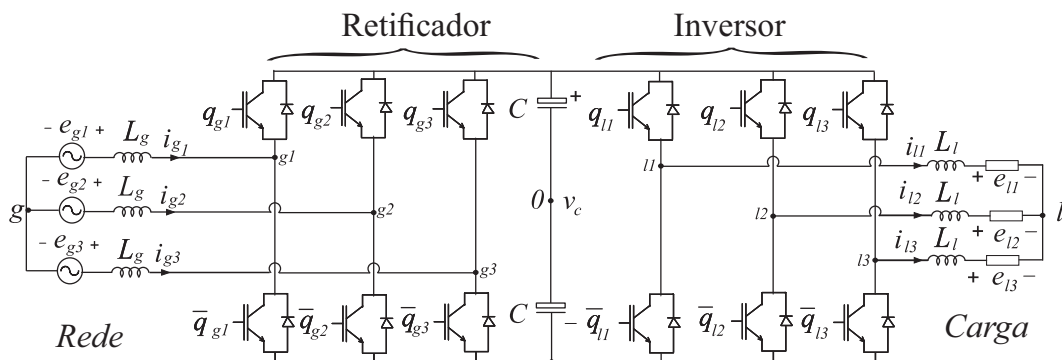 Retificador Inversor
q_g1 q_g2 q_g3 C + q_l1 q_l2 q_l3
- e_g1 + L_g i_g1 g1 l1 i_l1 L_l + e_l1 -
g - e_g2 + L_g i_g2 g2 0 v_c l2 i_l2 L_l + e_l2 - l
- e_g3 + L_g i_g3 g3 l3 i_l3 L_l + e_l3 -
Rede q̅_g1 q̅_g2 q̅_g3 C - q̅_l1 q̅_l2 q̅_l3 Carga